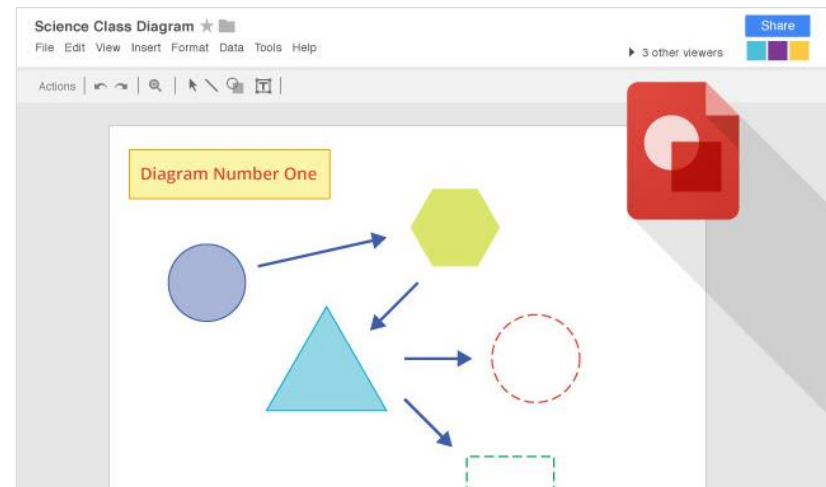 Science Class Diagram
Share
File Edit View Insert Format Data Tools Help
3 other viewers
Actions
T
Diagram Number One